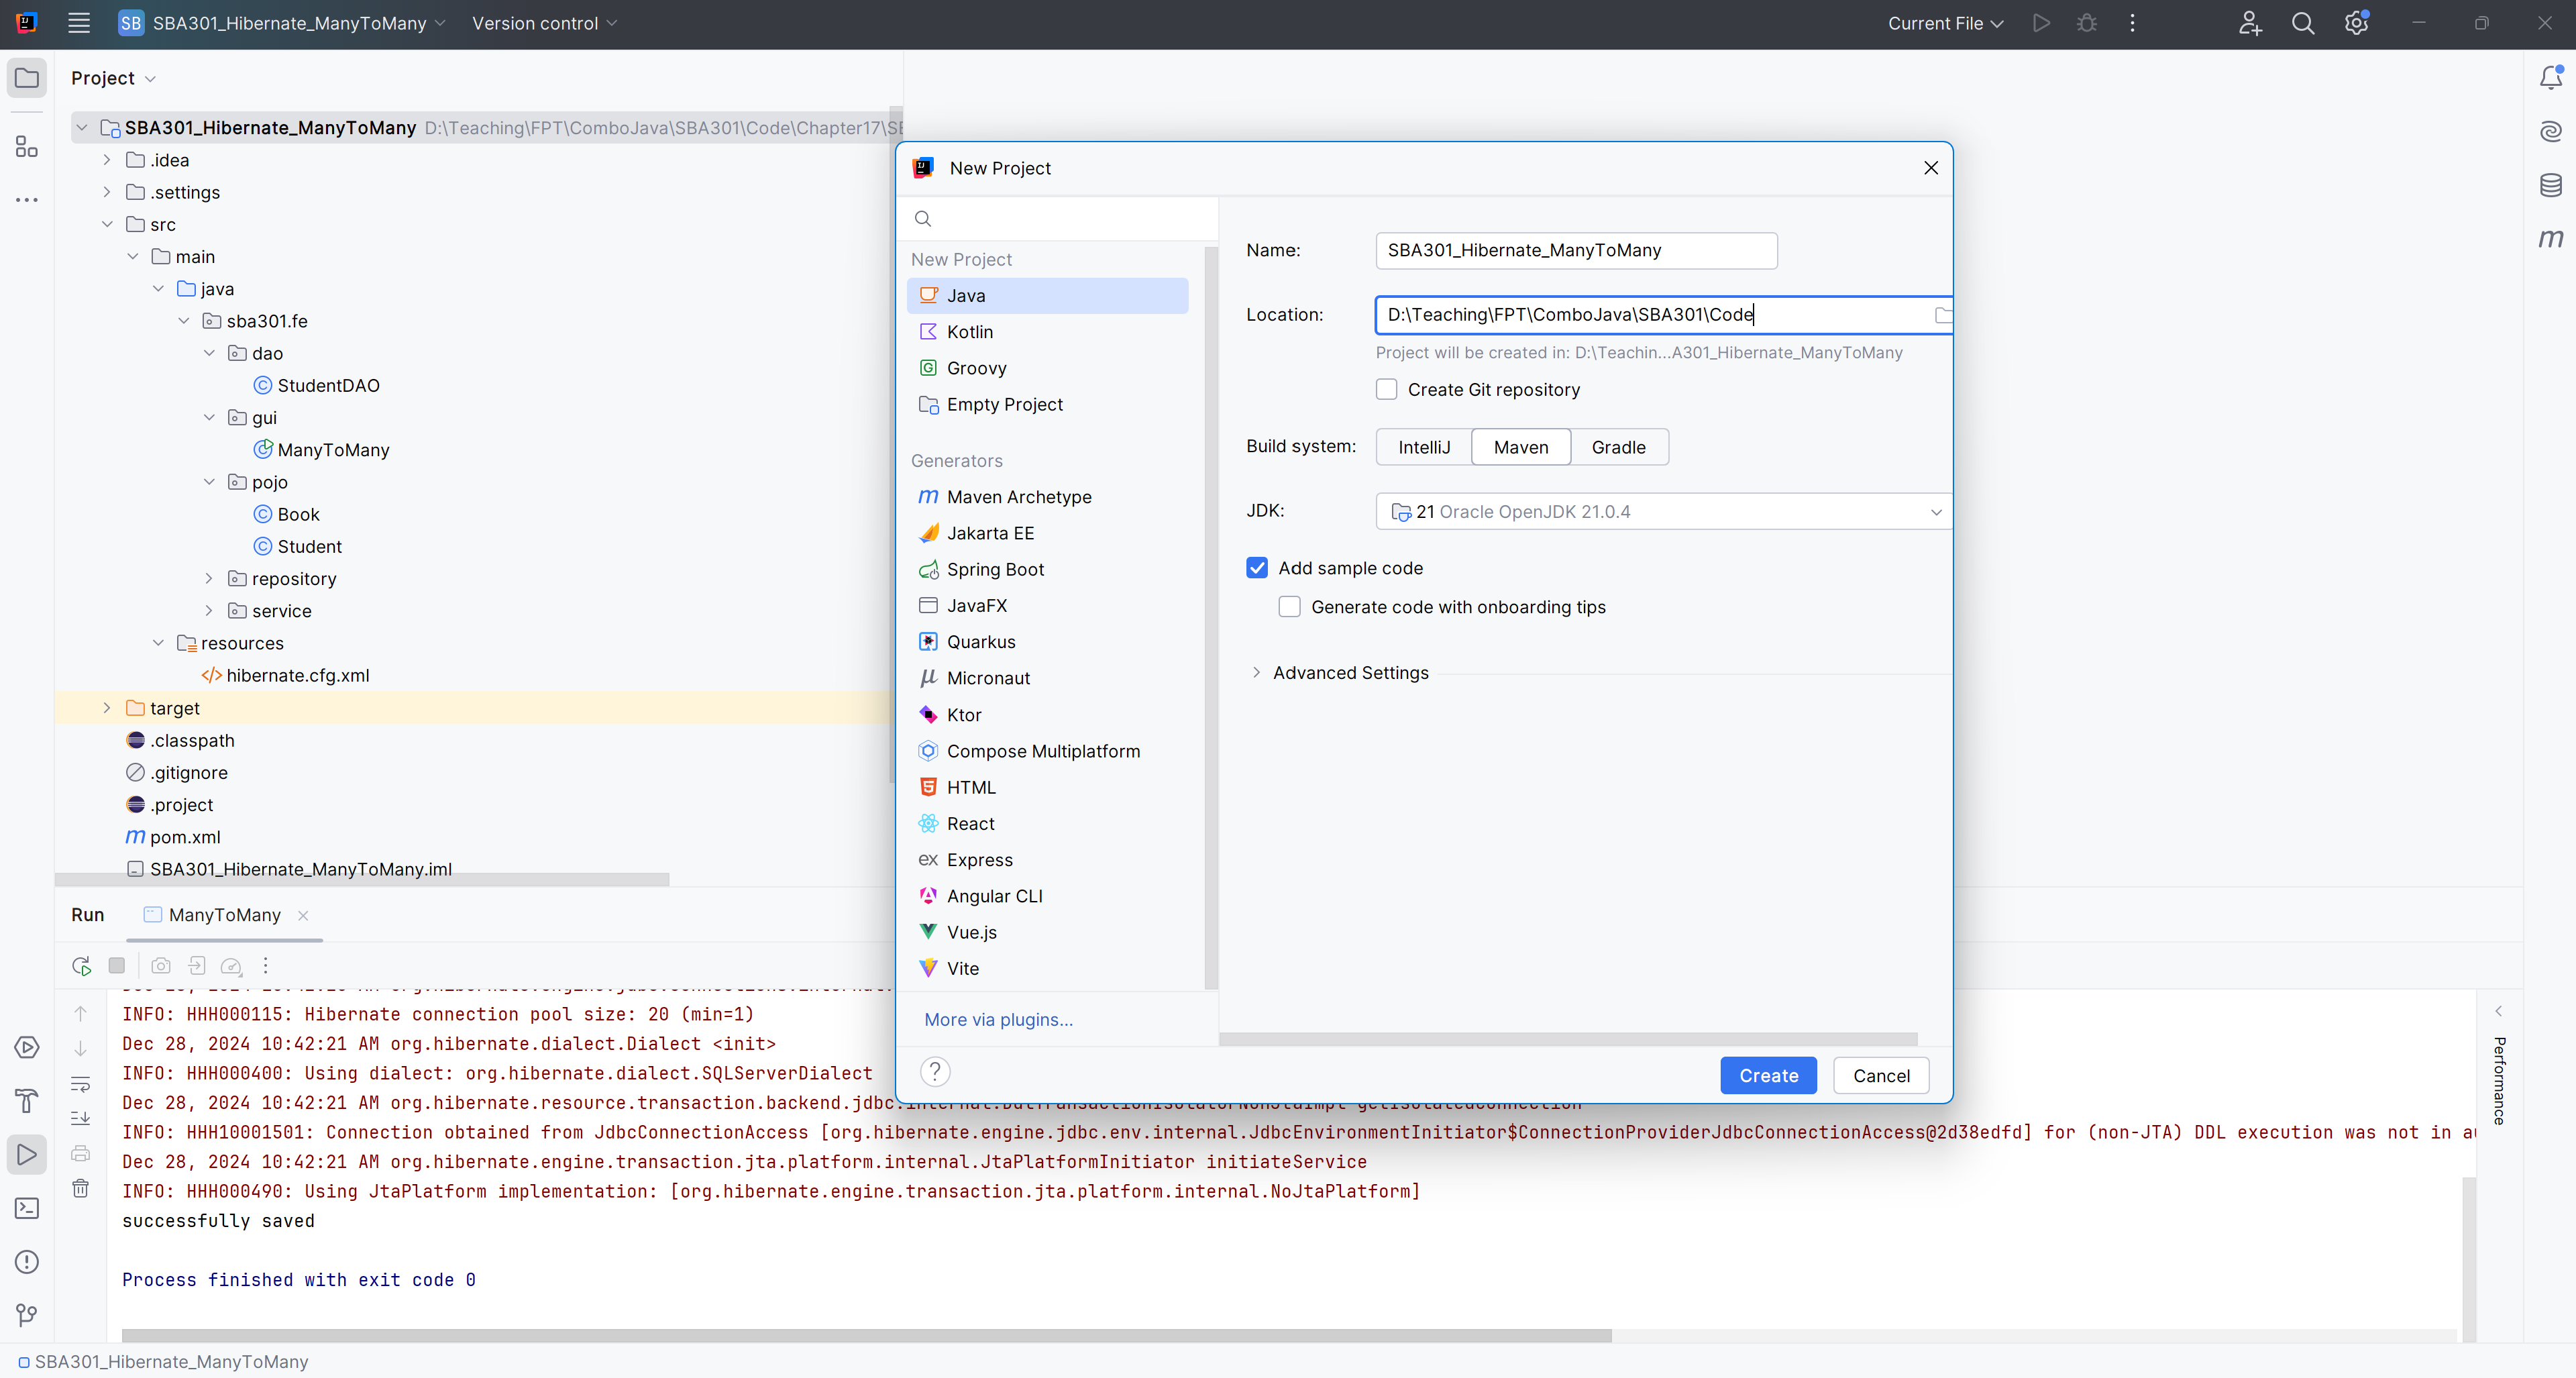 SB SBA301_Hibernate_ManyToMany Version control Current File
Project
SBA301_Hibernate_ManyToMany D:\Teaching\FPT\ComboJava\SBA301\Code\Chapter17\SE
.idea
.settings
src
main
java
sba301.fe
dao
StudentDAO
gui
ManyToMany
pojo
Book
Student
repository
service
resources
hibernate.cfg.xml
target
.classpath
.gitignore
.project
pom.xml
SBA301_Hibernate_ManyToMany.iml
New Project
New Project
Java
Kotlin
Groovy
Empty Project
Generators
Maven Archetype
Jakarta EE
Spring Boot
JavaFX
Quarkus
Micronaut
Ktor
Compose Multiplatform
HTML
React
Express
Angular CLI
Vue.js
Vite
More via plugins...
Name: SBA301_Hibernate_ManyToMany
Location: D:\Teaching\FPT\ComboJava\SBA301\Code
Project will be created in: D:\Teachin...A301_Hibernate_ManyToMany
Create Git repository
Build system: IntelliJ Maven Gradle
JDK: 21 Oracle OpenJDK 21.0.4
Add sample code
Generate code with onboarding tips
Advanced Settings
? Create Cancel
Run ManyToMany
INFO: HHH000115: Hibernate connection pool size: 20 (min=1)
Dec 28, 2024 10:42:21 AM org.hibernate.dialect.Dialect <init>
INFO: HHH000400: Using dialect: org.hibernate.dialect.SQLServerDialect
Dec 28, 2024 10:42:21 AM org.hibernate.resource.transaction.backend.jdbc.internal.DdlTransactionIsolatorNonJtaImpl getIsolatedConnection
INFO: HHH10001501: Connection obtained from JdbcConnectionAccess [org.hibernate.engine.jdbc.env.internal.JdbcEnvironmentInitiator$ConnectionProviderJdbcConnectionAccess@2d38edfd] for (non-JTA) DDL execution was not in
Dec 28, 2024 10:42:21 AM org.hibernate.engine.transaction.jta.platform.internal.JtaPlatformInitiator initiateService
INFO: HHH000490: Using JtaPlatform implementation: [org.hibernate.engine.transaction.jta.platform.internal.NoJtaPlatform]
successfully saved
Process finished with exit code 0
Performance
SBA301_Hibernate_ManyToMany